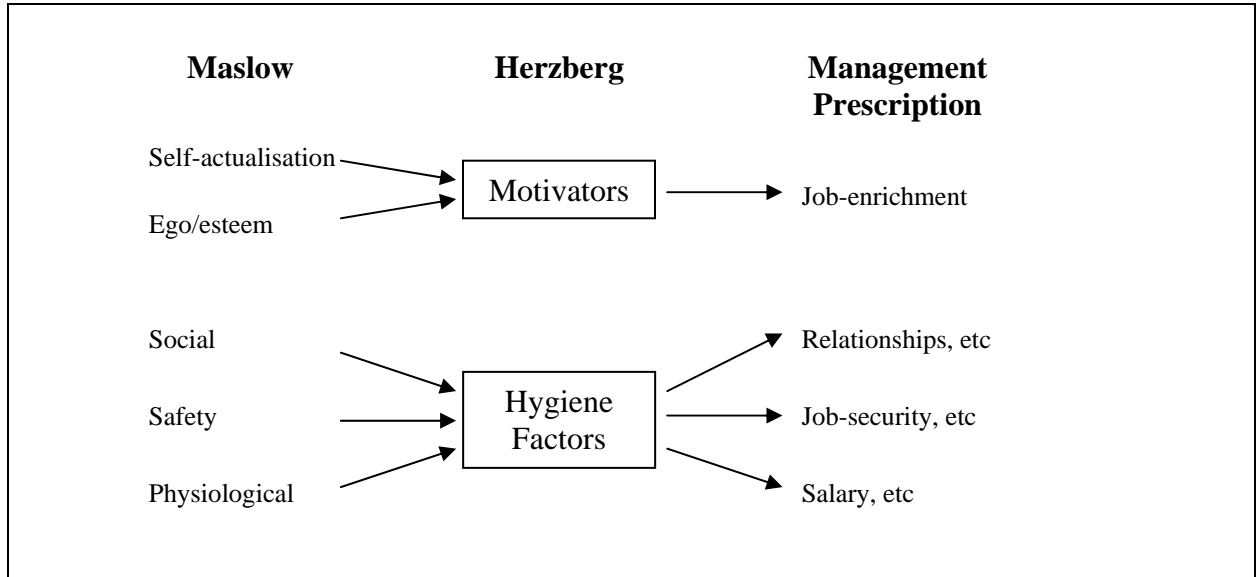 Maslow
Herzberg
Management
Prescription
Self-actualisation
Ego/esteem
Motivators
Job-enrichment
Social
Safety
Physiological
Hygiene
Factors
Relationships, etc
Job-security, etc
Salary, etc